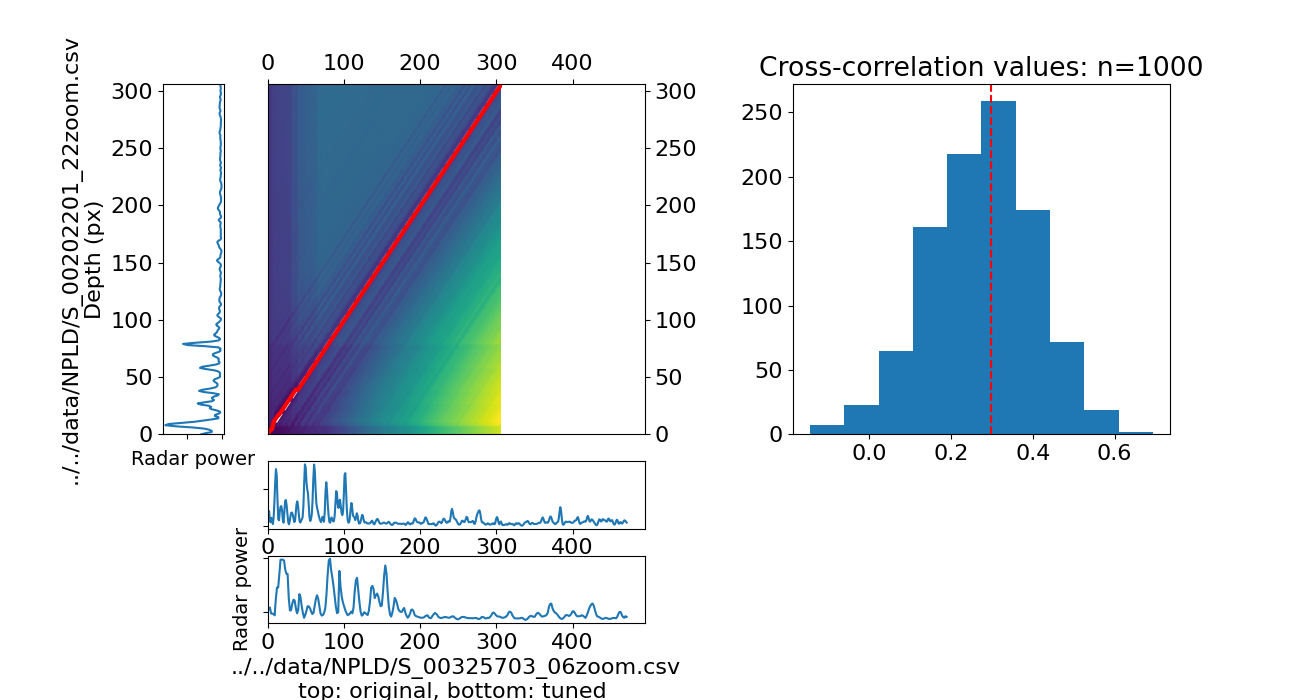 ../../data/NPLD/S_00202201_22zoom.csv
Depth (px)
0 50 100 150 200 250 300
Radar power
0 100 200 300 400
0 50 100 150 200 250 300
0 100 200 300 400
Radar power
0 100 200 300 400
../../data/NPLD/S_00325703_06zoom.csv
top: original, bottom: tuned
Cross-correlation values: n=1000
0 50 100 150 200 250
0.0 0.2 0.4 0.6